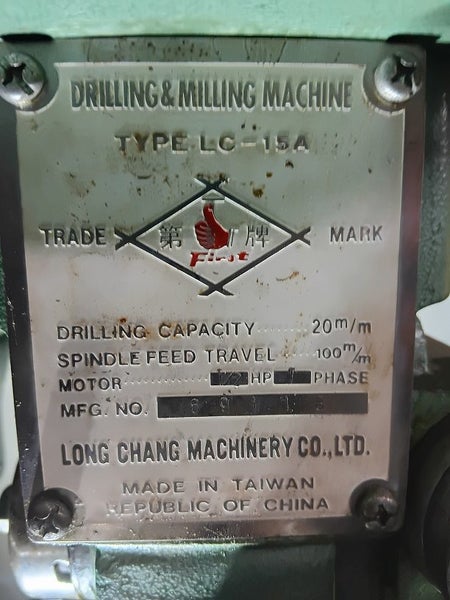 DRILLING & MILLING MACHINE
TYPE LC-15A
TRADE 第 牌 MARK
First
DRILLING CAPACITY········20m/m
SPINDLE FEED TRAVEL·····100m/m
MOTOR············ HP PHASE
MFG. NO.
LONG CHANG MACHINERY CO.,LTD.
MADE IN TAIWAN
REPUBLIC OF CHINA